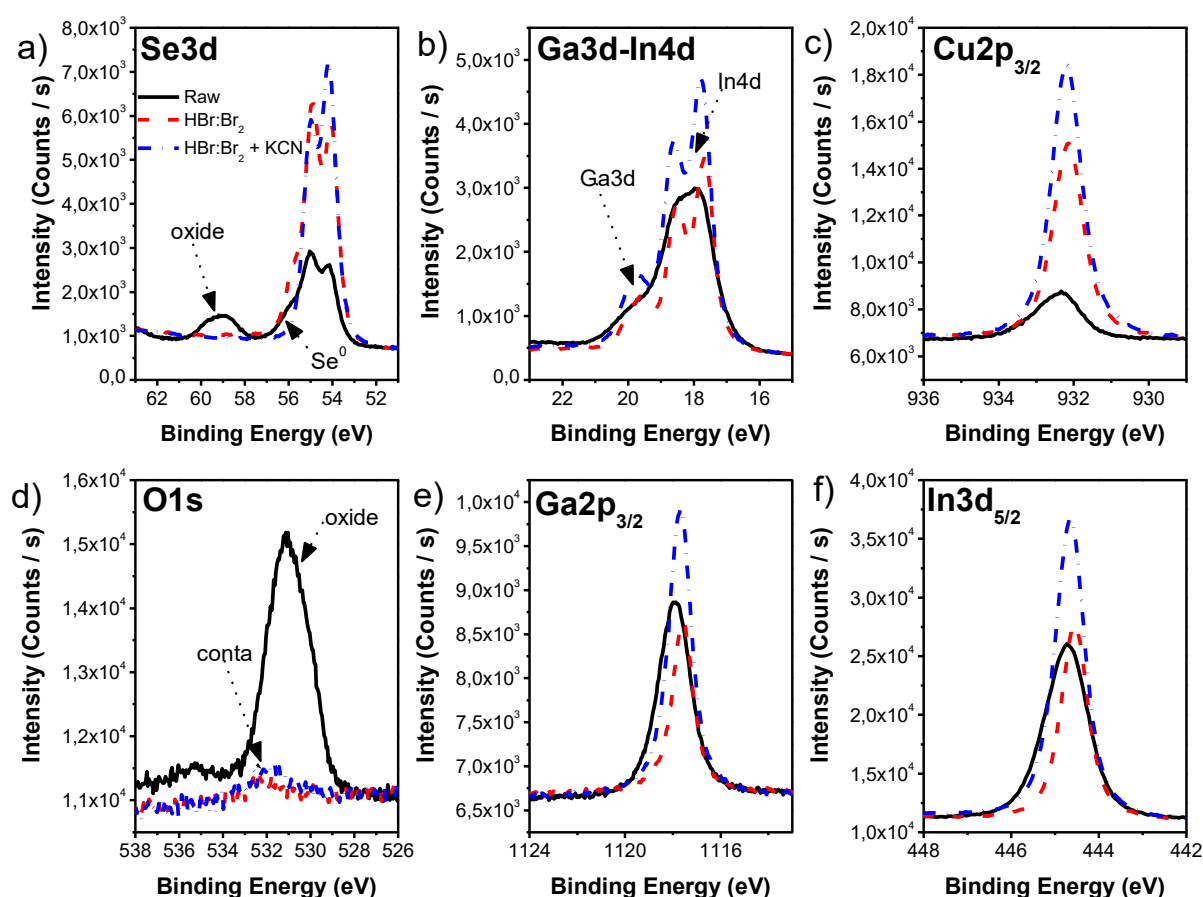 a)
Se3d
8,0x10³
7,0x10³
6,0x10³
5,0x10³
4,0x10³
3,0x10³
2,0x10³
1,0x10³
0,0
Intensity (Counts / s)
Raw
HBr:Br₂
HBr:Br₂ + KCN
oxide
Se⁰
62 60 58 56 54 52
Binding Energy (eV)
b)
Ga3d-In4d
5,0x10³
4,0x10³
3,0x10³
2,0x10³
1,0x10³
0,0
Intensity (Counts / s)
In4d
Ga3d
22 20 18 16
Binding Energy (eV)
c)
Cu2p₃/₂
2,0x10⁴
1,8x10⁴
1,6x10⁴
1,4x10⁴
1,2x10⁴
1,0x10⁴
8,0x10³
6,0x10³
Intensity (Counts / s)
936 934 932 930
Binding Energy (eV)
d)
O1s
1,6x10⁴
1,5x10⁴
1,4x10⁴
1,3x10⁴
1,2x10⁴
1,1x10⁴
Intensity (Counts / s)
oxide
conta
538 536 534 532 530 528 526
Binding Energy (eV)
e)
Ga2p₃/₂
1,0x10⁴
9,5x10³
9,0x10³
8,5x10³
8,0x10³
7,5x10³
7,0x10³
6,5x10³
Intensity (Counts / s)
1124 1120 1116
Binding Energy (eV)
f)
In3d₅/₂
4,0x10⁴
3,5x10⁴
3,0x10⁴
2,5x10⁴
2,0x10⁴
1,5x10⁴
1,0x10⁴
Intensity (Counts / s)
448 446 444 442
Binding Energy (eV)